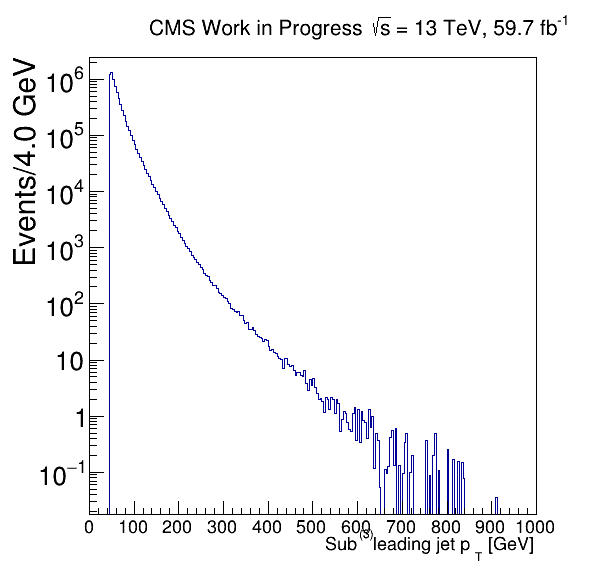 CMS Work in Progress √s = 13 TeV, 59.7 fb⁻¹
Events/4.0 GeV
10⁶
10⁵
10⁴
10³
10²
10
1
10⁻¹
0 100 200 300 400 500 600 700 800 900 1000
Sub⁽³⁾leading jet p_T [GeV]